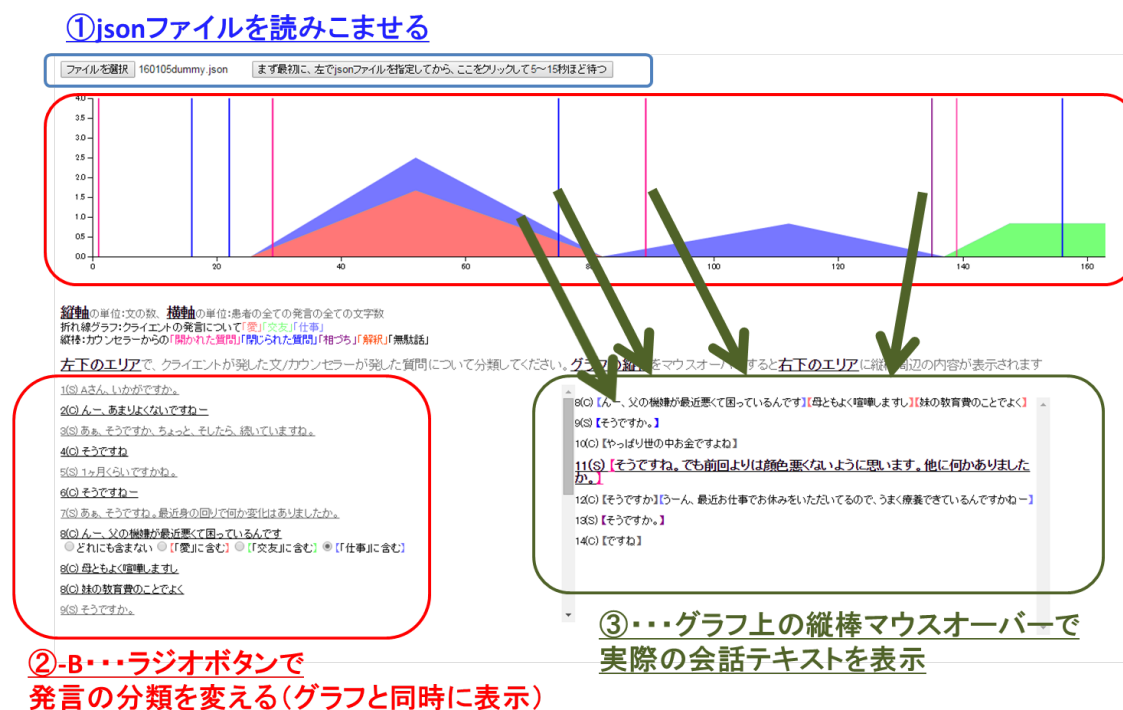 ①jsonファイルを読みこませる
ファイルを選択 160105dummy.json まず最初に、左でjsonファイルを指定してから、ここをクリックして5～15秒ほど待つ
4.0
3.5
3.0
2.5
2.0
1.5
1.0
0.5
0.0
0 20 40 60 80 100 120 140 160
縦軸の単位:文の数、横軸の単位:患者の全ての発言の全ての文字数
折れ線グラフ:クライエントの発言について「愛」「交友」「仕事」
縦棒:カウンセラーからの「開かれた質問」「閉じられた質問」「相づち」「解釈」「無駄話」
左下のエリアで、クライエントが発した文/カウンセラーが発した質問について分類してください。グラフの縦棒をマウスオーバーすると右下のエリアに縦棒周辺の内容が表示されます
1(S) Aさん、いかがですか。
2(C) んー、あまりよくないですねー
3(S) あぁ、そうですか、ちょっと、そしたら、続いていますね。
4(C) そうですね
5(S) 1ヶ月くらいですかね。
6(C) そうですねー
7(S) あぁ、そうですね。最近身の回りで何か変化はありましたか。
8(C) んー、父の機嫌が最近悪くて困っているんです
どれにも含まない 【「愛」に含む】 【「交友」に含む】 【「仕事」に含む】
8(C) 母ともよく喧嘩しますし
8(C) 妹の教育費のことでよく
9(S) そうですか。
8(C) 【んー、父の機嫌が最近悪くて困っているんです】【母ともよく喧嘩しますし】【妹の教育費のことでよく】
9(S) 【そうですか。】
10(C) 【やっぱり世の中お金ですよね】
11(S) 【そうですね。でも前回よりは顔色悪くないように思います。他に何かありました
か。】
12(C) 【そうですか】【うーん、最近お仕事でお休みをいただいてるので、うまく療養できているんですかねー】
13(S) 【そうですか。】
14(C) 【ですね】
③・・・グラフ上の縦棒マウスオーバーで
実際の会話テキストを表示
②-B・・・ラジオボタンで
発言の分類を変える（グラフと同時に表示）